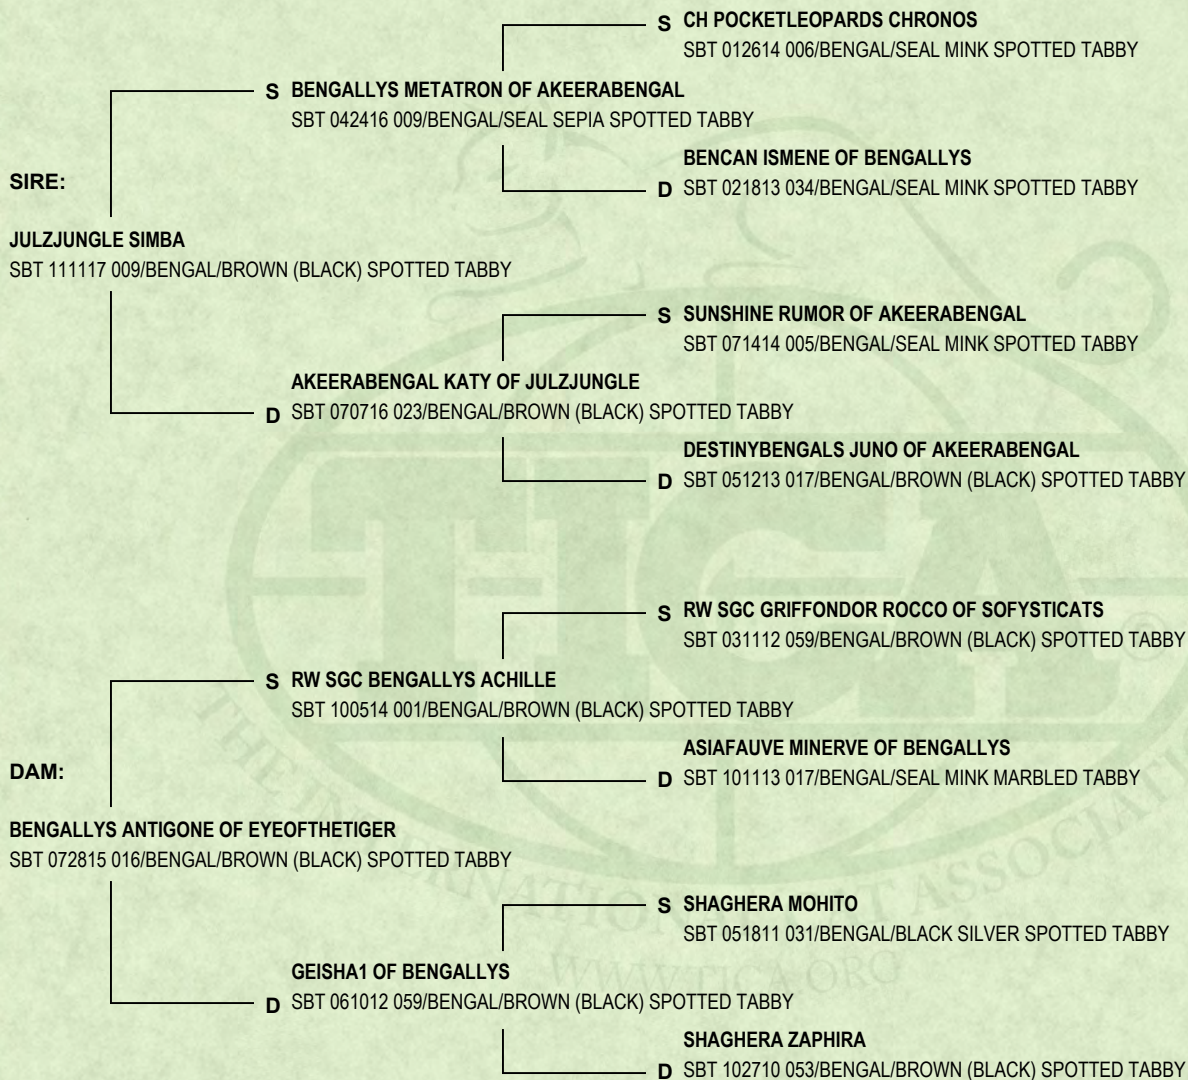 S CH POCKETLEOPARDS CHRONOS
SBT 012614 006/BENGAL/SEAL MINK SPOTTED TABBY
S BENGALLYS METATRON OF AKEERABENGAL
SBT 042416 009/BENGAL/SEAL SEPIA SPOTTED TABBY
BENCAN ISMENE OF BENGALLYS
D SBT 021813 034/BENGAL/SEAL MINK SPOTTED TABBY
SIRE:
JULZJUNGLE SIMBA
SBT 111117 009/BENGAL/BROWN (BLACK) SPOTTED TABBY
S SUNSHINE RUMOR OF AKEERABENGAL
SBT 071414 005/BENGAL/SEAL MINK SPOTTED TABBY
AKEERABENGAL KATY OF JULZJUNGLE
D SBT 070716 023/BENGAL/BROWN (BLACK) SPOTTED TABBY
DESTINYBENGALS JUNO OF AKEERABENGAL
D SBT 051213 017/BENGAL/BROWN (BLACK) SPOTTED TABBY
TICA ®
S RW SGC GRIFFONDOR ROCCO OF SOFYSTICATS
SBT 031112 059/BENGAL/BROWN (BLACK) SPOTTED TABBY
S RW SGC BENGALLYS ACHILLE
SBT 100514 001/BENGAL/BROWN (BLACK) SPOTTED TABBY
ASIAFAUVE MINERVE OF BENGALLYS
D SBT 101113 017/BENGAL/SEAL MINK MARBLED TABBY
DAM:
BENGALLYS ANTIGONE OF EYEOFTHETIGER
SBT 072815 016/BENGAL/BROWN (BLACK) SPOTTED TABBY
THE INTERNATIONAL CAT ASSOCIATI
S SHAGHERA MOHITO
SBT 051811 031/BENGAL/BLACK SILVER SPOTTED TABBY
WWW.TICA.ORG
GEISHA1 OF BENGALLYS
D SBT 061012 059/BENGAL/BROWN (BLACK) SPOTTED TABBY
SHAGHERA ZAPHIRA
D SBT 102710 053/BENGAL/BROWN (BLACK) SPOTTED TABBY